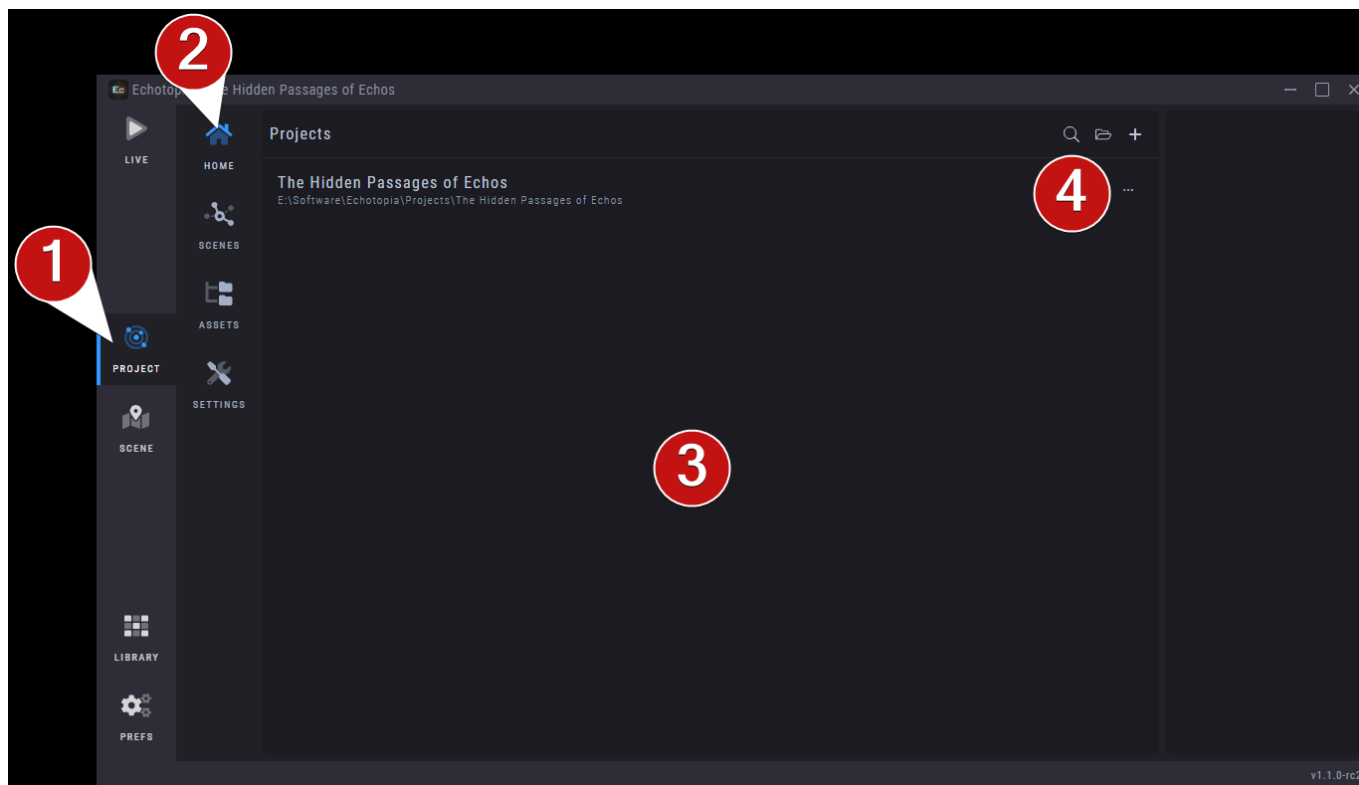 2
Ec Echotop e Hidden Passages of Echos
LIVE
HOME
Projects
The Hidden Passages of Echos
E:\Software\Echotopia\Projects\The Hidden Passages of Echos
...
4
SCENES
1
ASSETS
PROJECT
SETTINGS
SCENE
3
LIBRARY
PREFS
v1.1.0-rc2